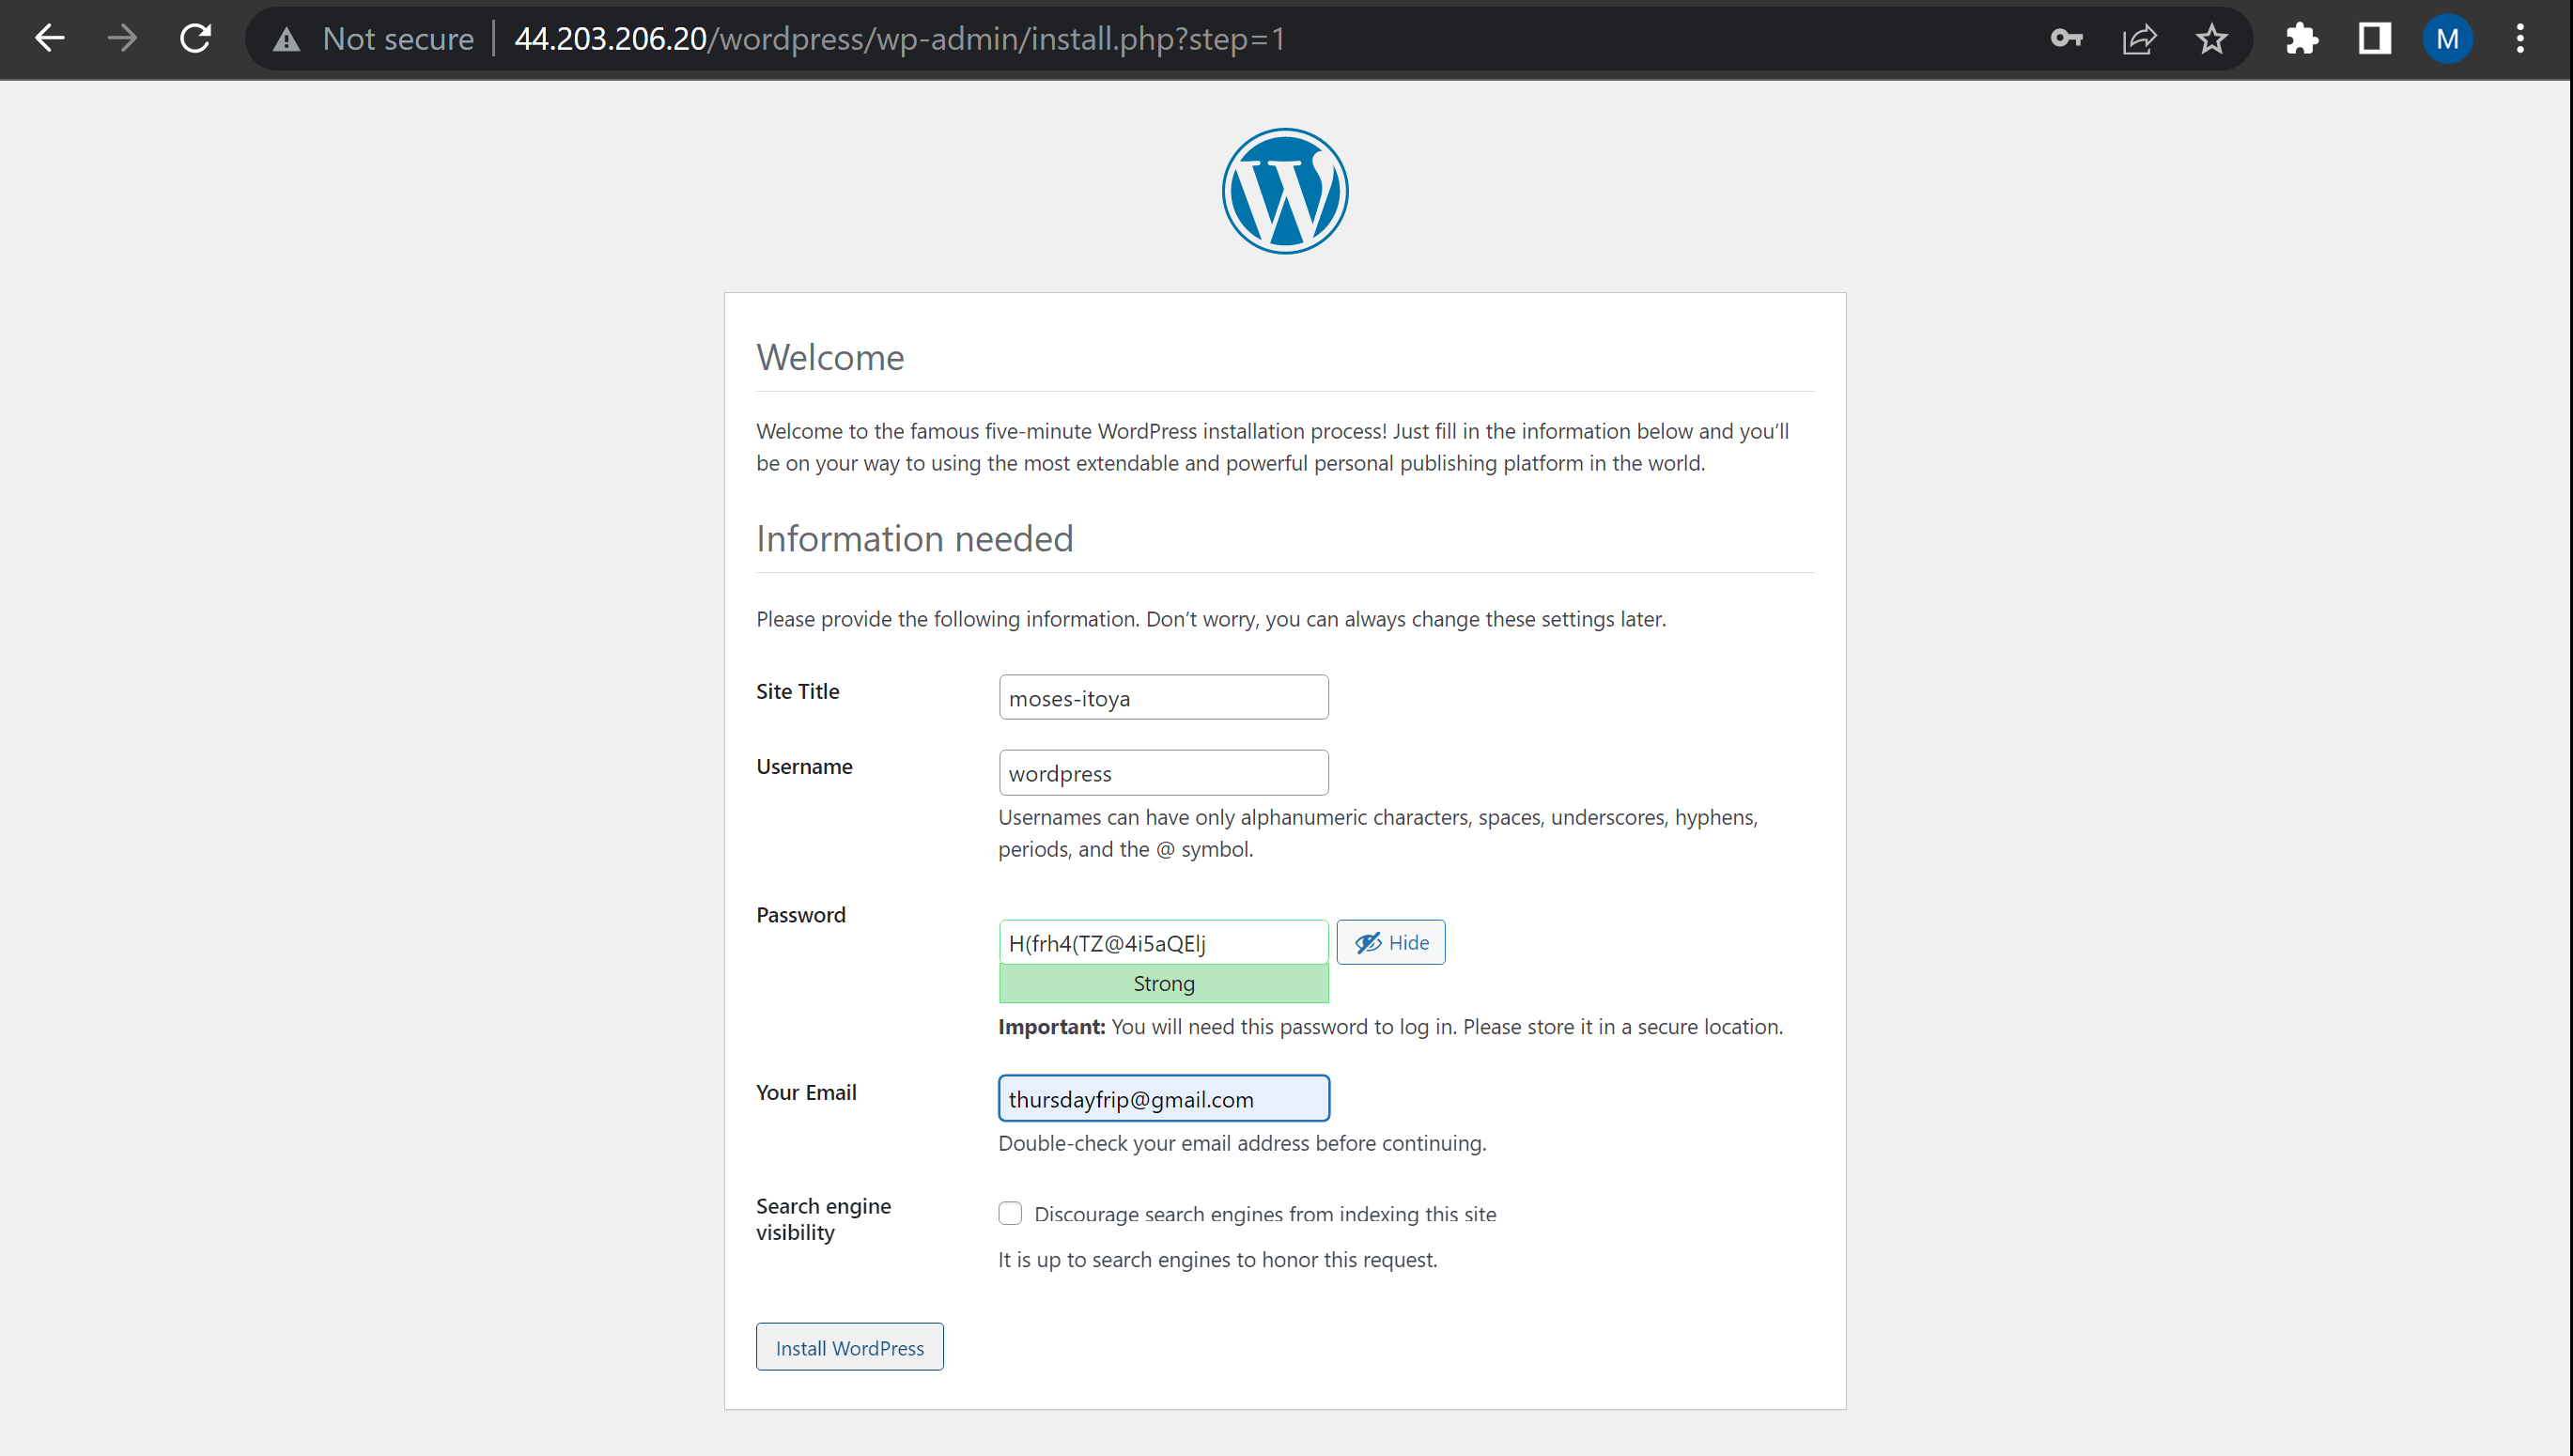 Not secure | 44.203.206.20/wordpress/wp-admin/install.php?step=1
M
W
Welcome
Welcome to the famous five-minute WordPress installation process! Just fill in the information below and you’ll
be on your way to using the most extendable and powerful personal publishing platform in the world.
Information needed
Please provide the following information. Don’t worry, you can always change these settings later.
Site Title
moses-itoya
Username
wordpress
Usernames can have only alphanumeric characters, spaces, underscores, hyphens,
periods, and the @ symbol.
Password
H(frh4(TZ@4i5aQElj
Hide
Strong
Important: You will need this password to log in. Please store it in a secure location.
Your Email
thursdayfrip@gmail.com
Double-check your email address before continuing.
Search engine
visibility
Discourage search engines from indexing this site
It is up to search engines to honor this request.
Install WordPress